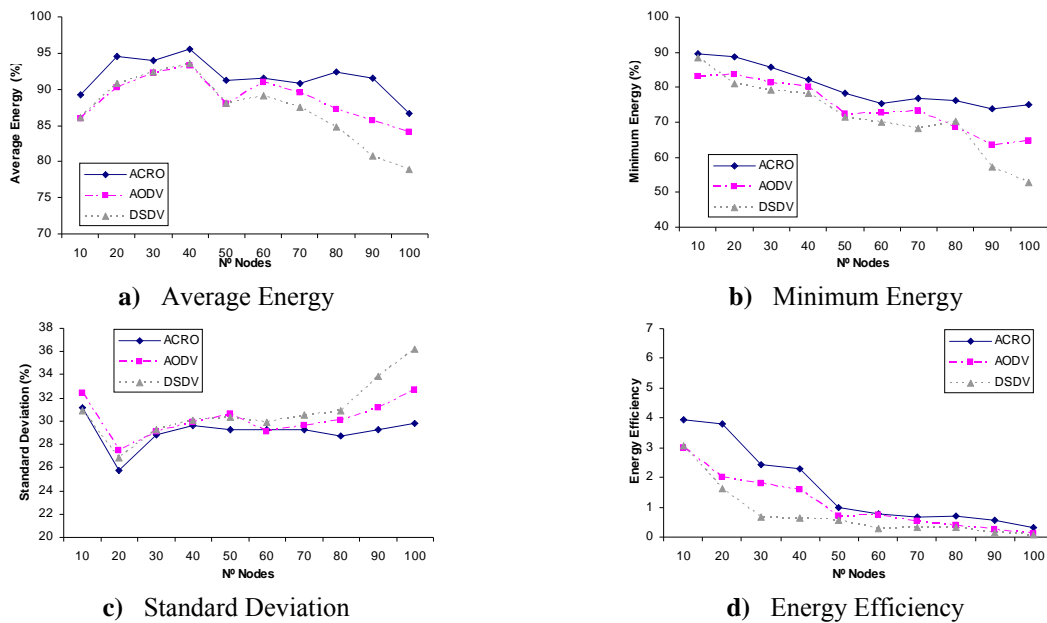 100
95
90
85
80
75
70
Average Energy (%)
ACRO
AODV
DSDV
10 20 30 40 50 60 70 80 90 100
Nº Nodes
a) Average Energy
100
90
80
70
60
50
40
Minimum Energy (%)
ACRO
AODV
DSDV
10 20 30 40 50 60 70 80 90 100
Nº Nodes
b) Minimum Energy
38
36
34
32
30
28
26
24
22
20
Standard Deviation (%)
ACRO
AODV
DSDV
10 20 30 40 50 60 70 80 90 100
Nº Nodes
c) Standard Deviation
7
6
5
4
3
2
1
0
Energy Efficiency
ACRO
AODV
DSDV
10 20 30 40 50 60 70 80 90 100
Nº Nodes
d) Energy Efficiency